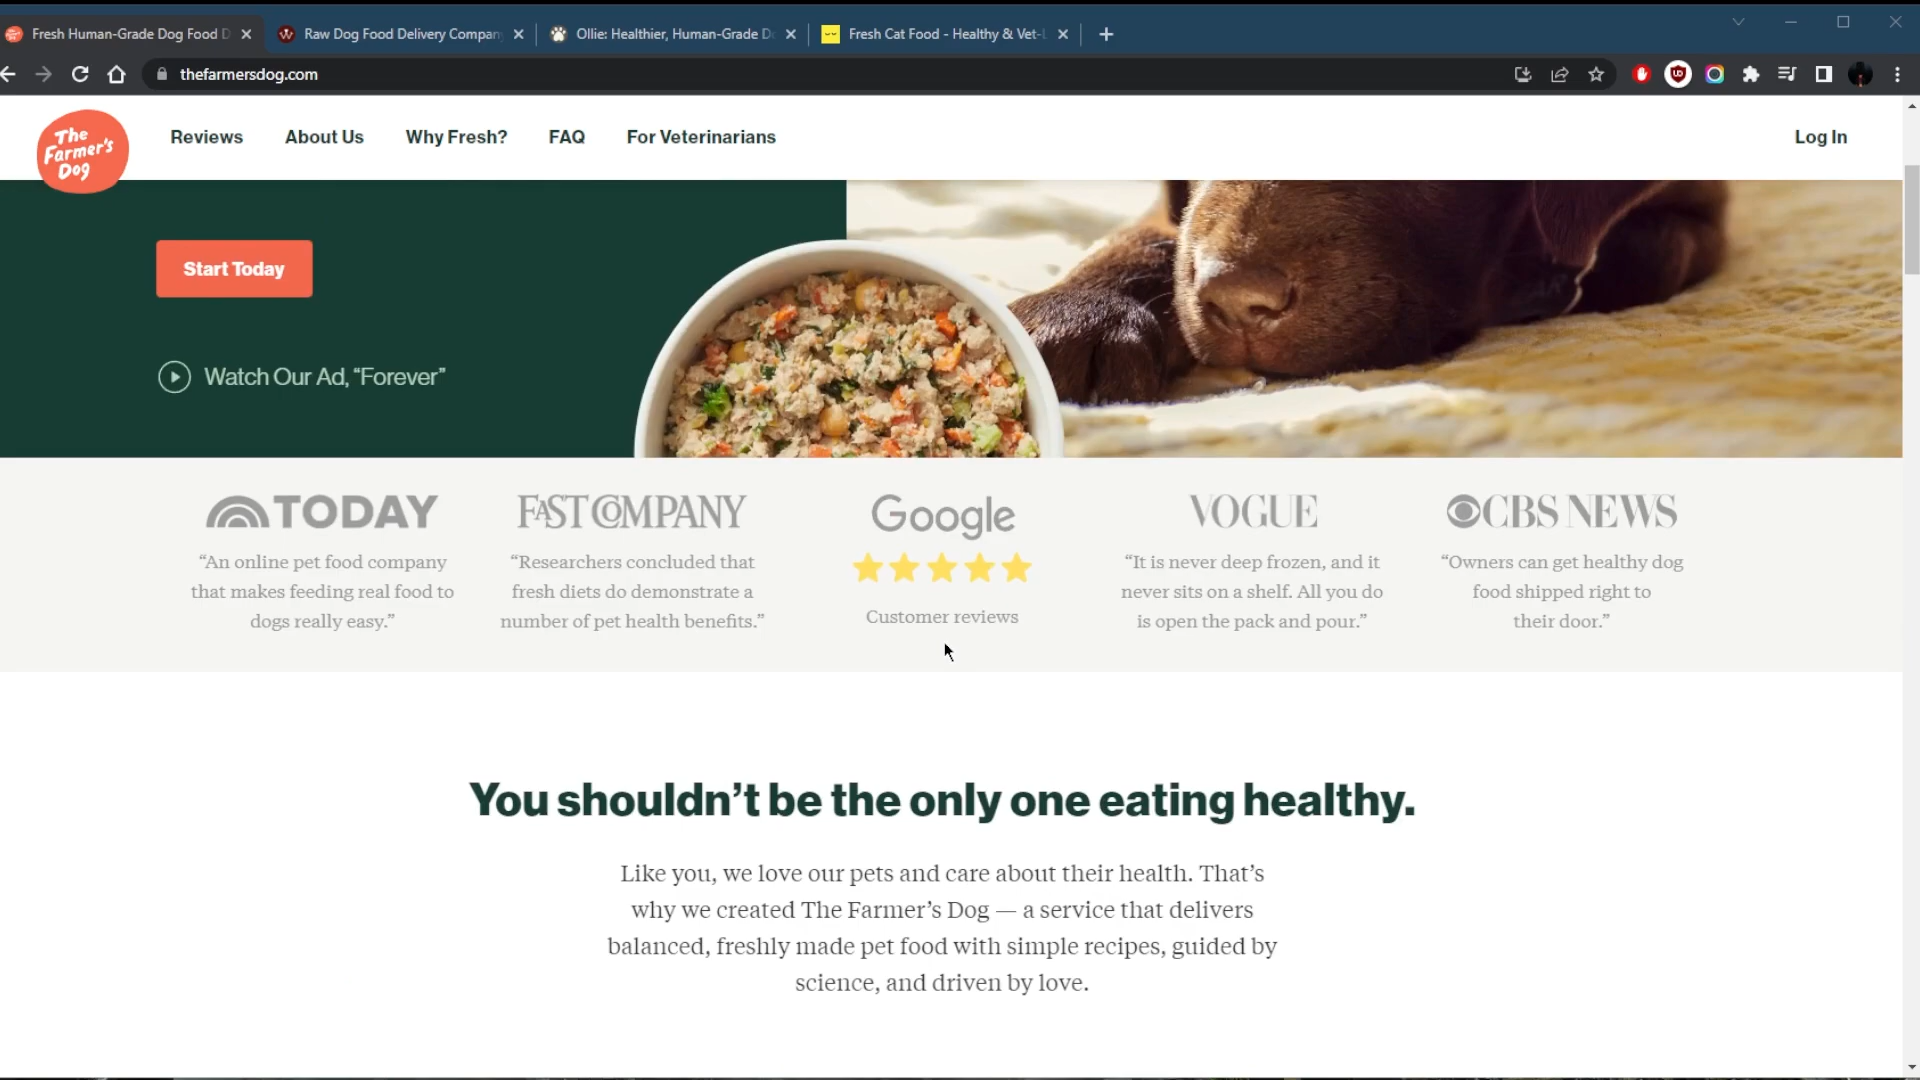 Fresh Human-Grade Dog Food D
Raw Dog Food Delivery Compan
Ollie: Healthier, Human-Grade D
Fresh Cat Food - Healthy & Vet-
thefarmersdog.com
The
Farmer's
Dog
Reviews
About Us
Why Fresh?
FAQ
For Veterinarians
Log In
Start Today
Watch Our Ad, “Forever”
TODAY
“An online pet food company
that makes feeding real food to
dogs really easy.”
FAST COMPANY
“Researchers concluded that
fresh diets do demonstrate a
number of pet health benefits.”
Google
Customer reviews
VOGUE
“It is never deep frozen, and it
never sits on a shelf. All you do
is open the pack and pour.”
CBS NEWS
“Owners can get healthy dog
food shipped right to
their door.”
You shouldn’t be the only one eating healthy.
Like you, we love our pets and care about their health. That’s
why we created The Farmer’s Dog — a service that delivers
balanced, freshly made pet food with simple recipes, guided by
science, and driven by love.